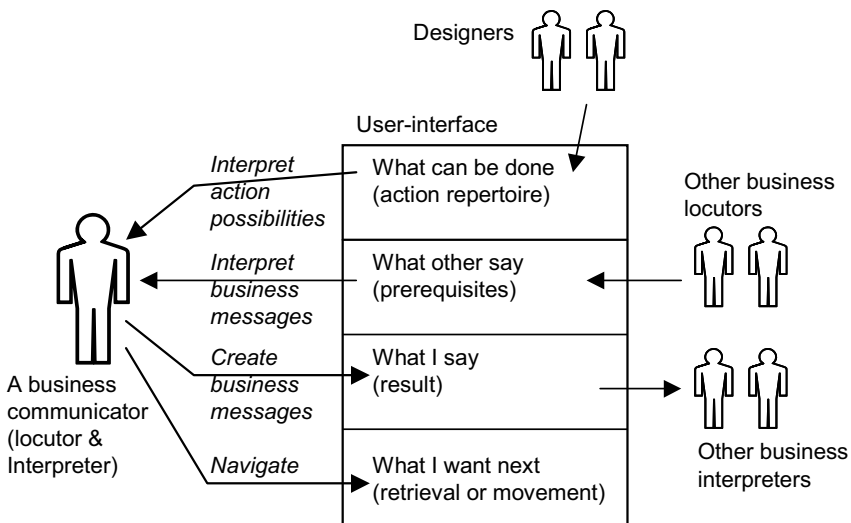 Designers
User-interface
Interpret
action
possibilities
What can be done
(action repertoire)
Other business
locutors
Interpret
business
messages
What other say
(prerequisites)
Create
business
messages
What I say
(result)
A business
communicator
(locutor &
Interpreter)
Other business
interpreters
Navigate
What I want next
(retrieval or movement)